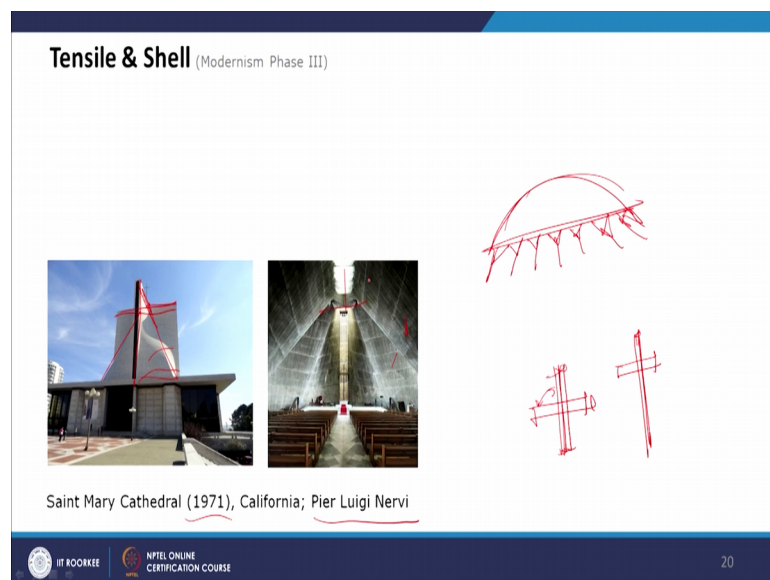 Tensile & Shell (Modernism Phase III)
Saint Mary Cathedral (1971), California; Pier Luigi Nervi
IIT ROORKEE
NPTEL ONLINE
CERTIFICATION COURSE
20